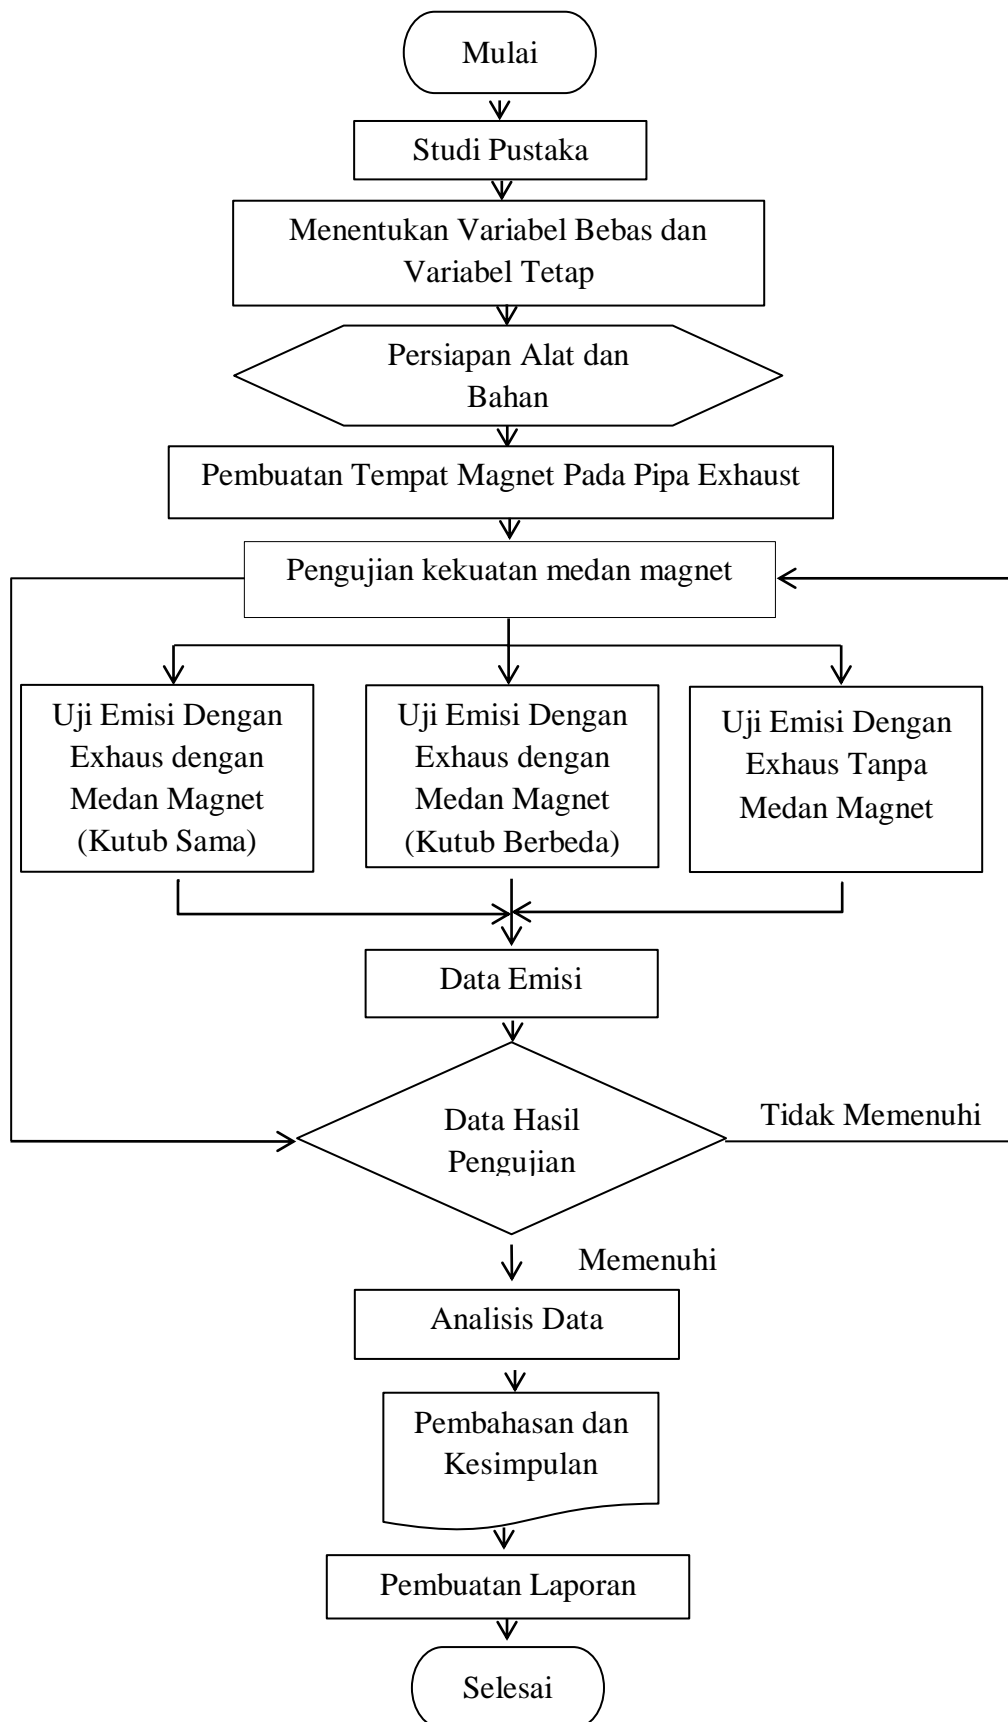 Mulai
Studi Pustaka
Menentukan Variabel Bebas dan
Variabel Tetap
Persiapan Alat dan
Bahan
Pembuatan Tempat Magnet Pada Pipa Exhaust
Pengujian kekuatan medan magnet
Uji Emisi Dengan
Exhaus dengan
Medan Magnet
(Kutub Sama)
Uji Emisi Dengan
Exhaus dengan
Medan Magnet
(Kutub Berbeda)
Uji Emisi Dengan
Exhaus Tanpa
Medan Magnet
Data Emisi
Data Hasil
Pengujian
Tidak Memenuhi
Memenuhi
Analisis Data
Pembahasan dan
Kesimpulan
Pembuatan Laporan
Selesai